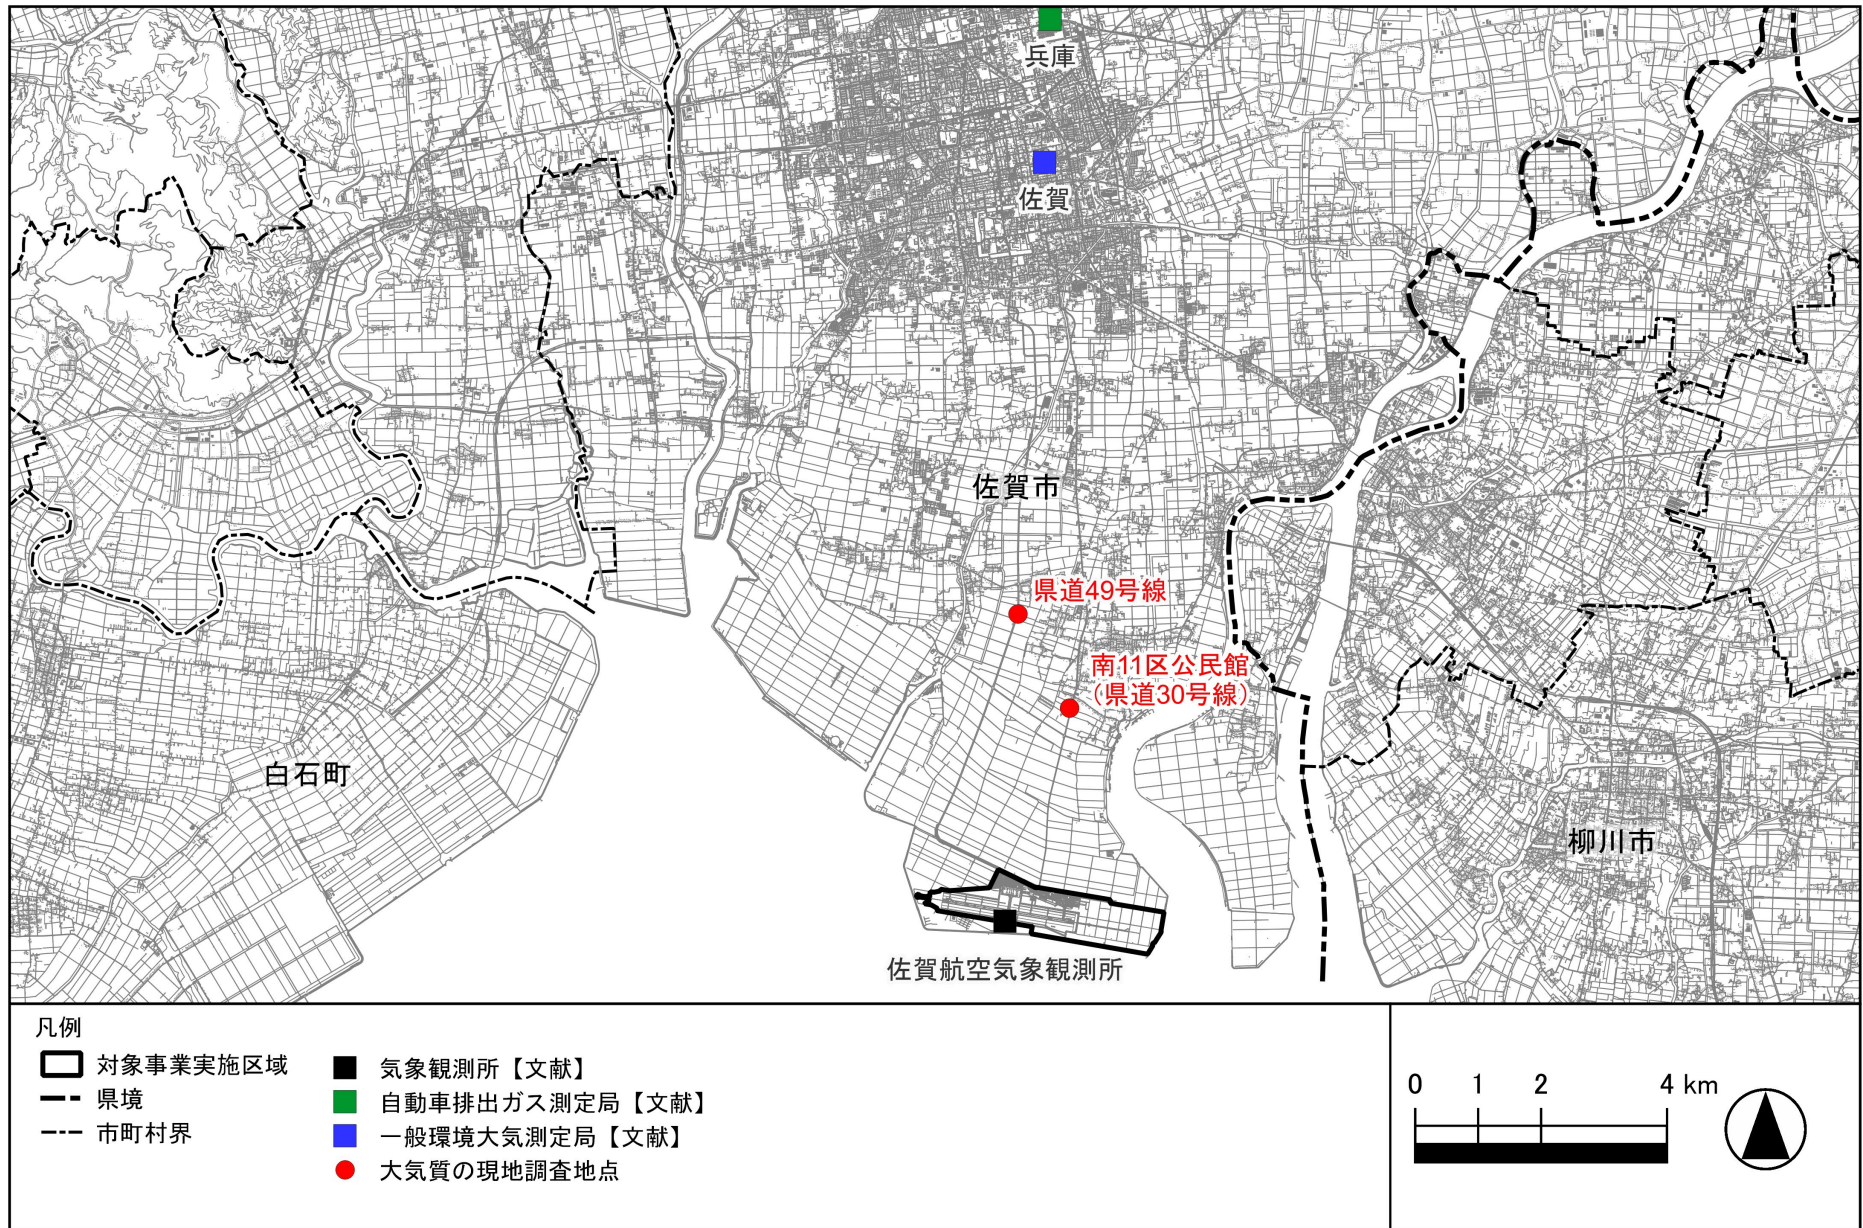 兵庫
佐賀
佐賀市
県道49号線
南11区公民館
（県道30号線）
白石町
柳川市
佐賀航空気象観測所
凡例
対象事業実施区域
県境
市町村界
気象観測所【文献】
自動車排出ガス測定局【文献】
一般環境大気測定局【文献】
大気質の現地調査地点
0 1 2 4 km